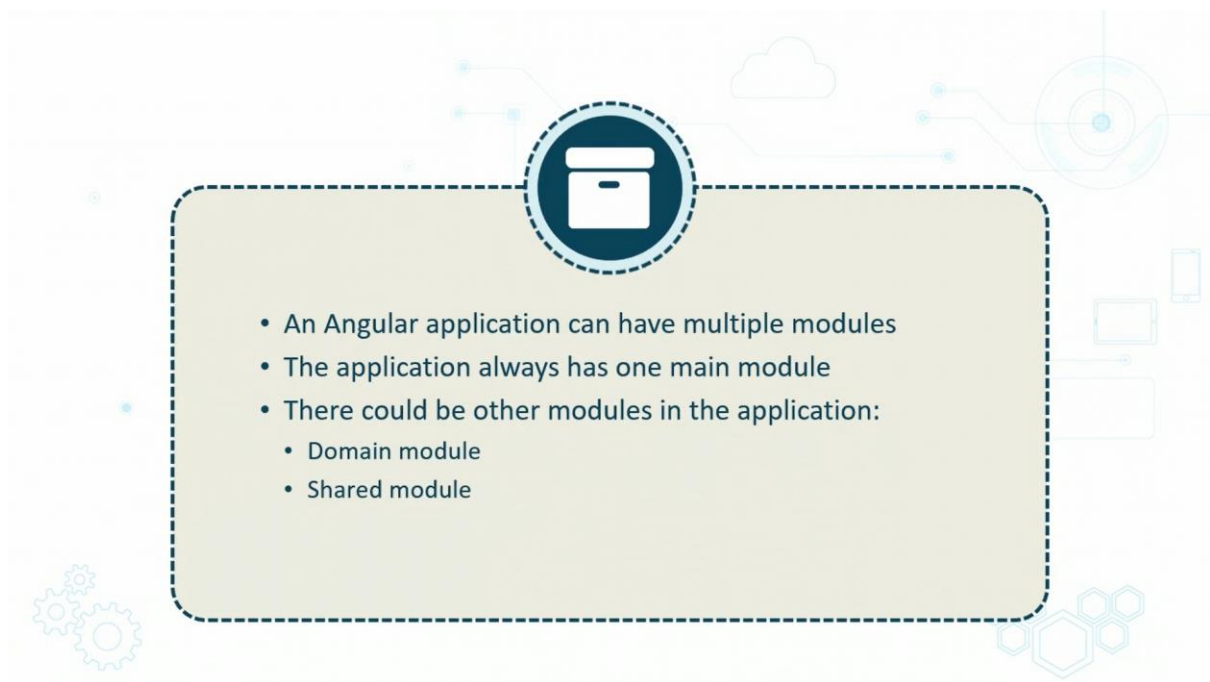 • An Angular application can have multiple modules
• The application always has one main module
• There could be other modules in the application:
• Domain module
• Shared module